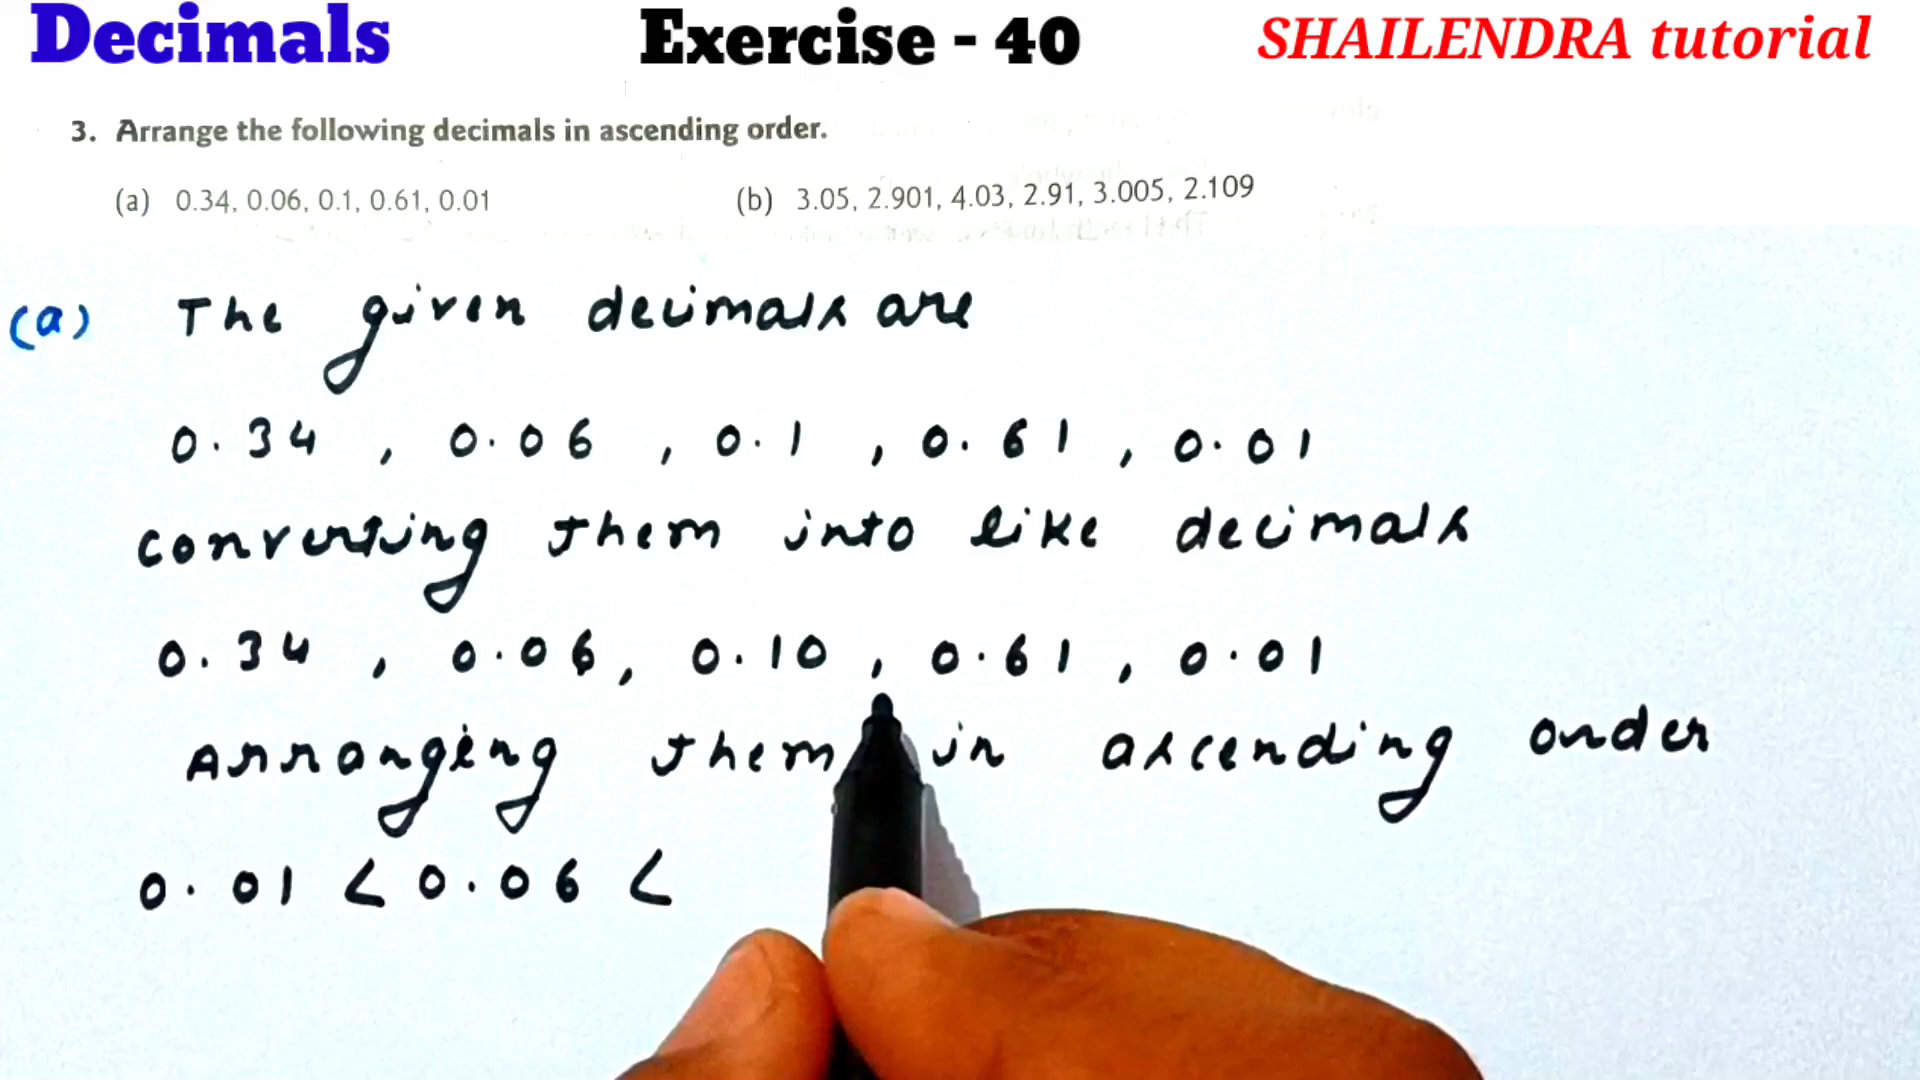 Decimals Exercise - 40 SHAILENDRA tutorial
3. Arrange the following decimals in ascending order.
(a) 0.34, 0.06, 0.1, 0.61, 0.01 (b) 3.05, 2.901, 4.03, 2.91, 3.005, 2.109
(a) The given decimals are
0.34 , 0.06 , 0.1 , 0.61 , 0.01
converting them into like decimals
0.34 , 0.06, 0.10 , 0.61 , 0.01
Arranging them in ascending order
0.01 < 0.06 <